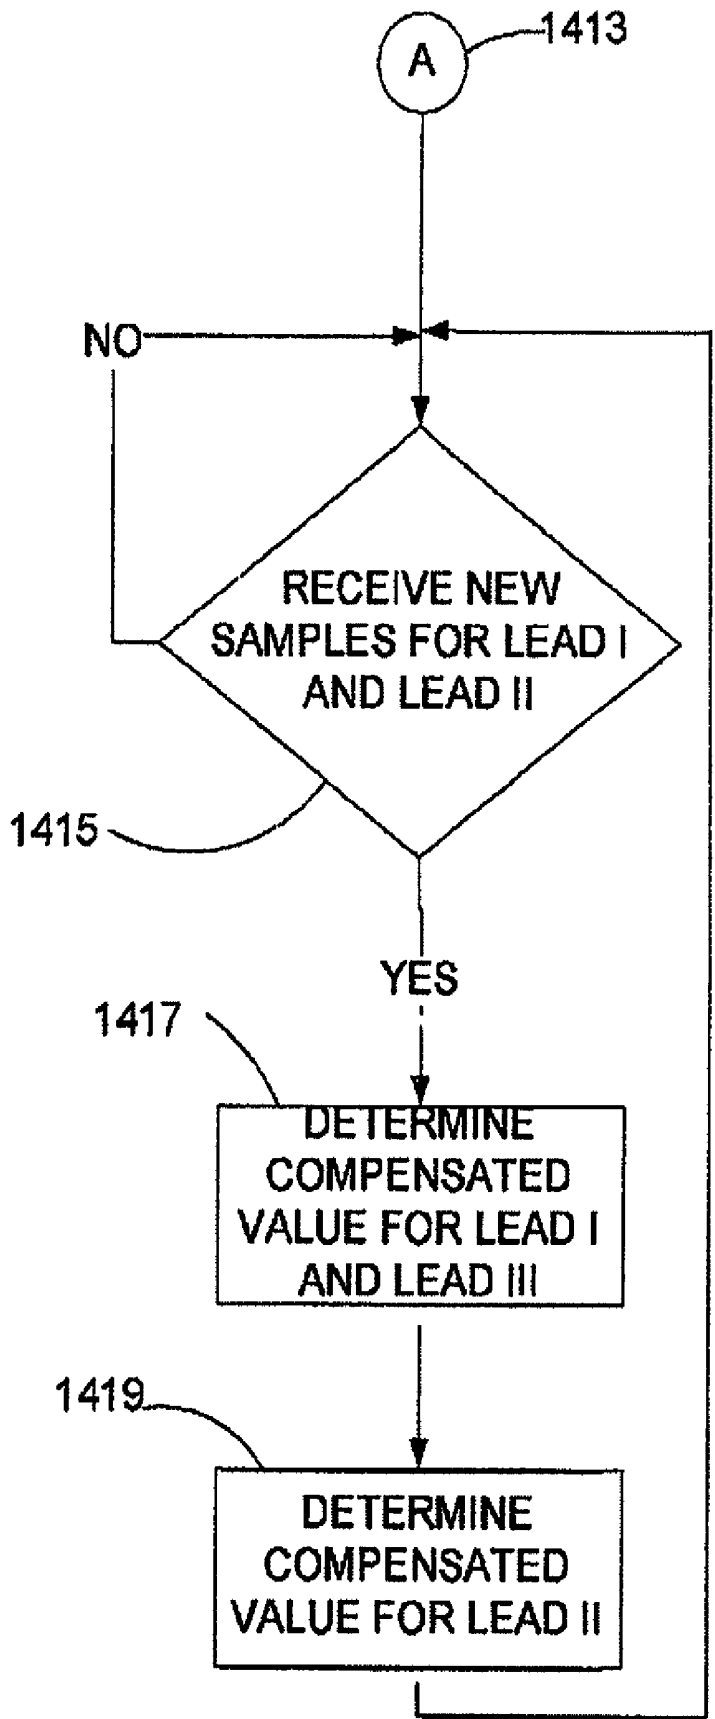 A
1413
NO
RECEIVE NEW
SAMPLES FOR LEAD I
AND LEAD II
1415
YES
1417
DETERMINE
COMPENSATED
VALUE FOR LEAD I
AND LEAD III
1419
DETERMINE
COMPENSATED
VALUE FOR LEAD II